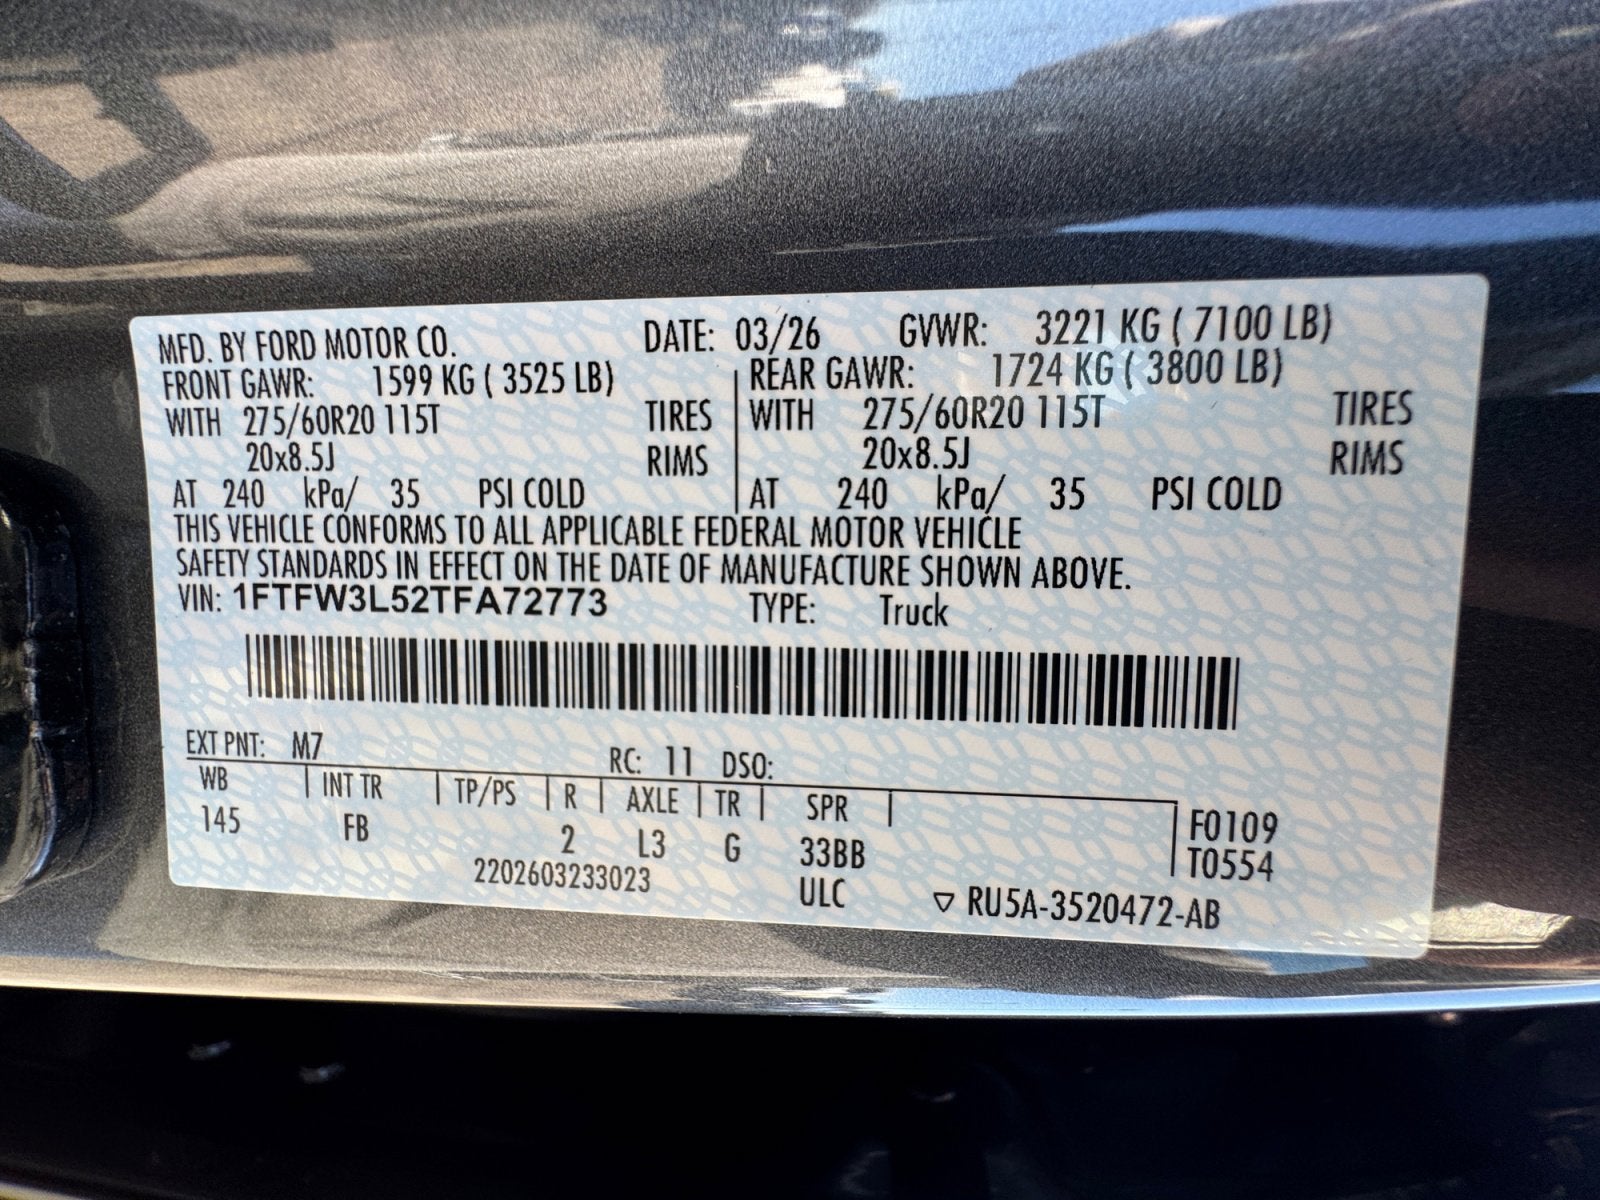 MFD. BY FORD MOTOR CO. DATE: 03/26 GVWR: 3221 KG ( 7100 LB)
FRONT GAWR: 1599 KG ( 3525 LB) REAR GAWR: 1724 KG ( 3800 LB)
WITH 275/60R20 115T TIRES WITH 275/60R20 115T TIRES
20x8.5J RIMS 20x8.5J RIMS
AT 240 kPa/ 35 PSI COLD AT 240 kPa/ 35 PSI COLD
THIS VEHICLE CONFORMS TO ALL APPLICABLE FEDERAL MOTOR VEHICLE
SAFETY STANDARDS IN EFFECT ON THE DATE OF MANUFACTURE SHOWN ABOVE.
VIN: 1FTFW3L52TFA72773 TYPE: Truck
EXT PNT: M7 RC: 11 DSO:
WB INT TR TP/PS R AXLE TR SPR F0109
145 FB 2 L3 G 33BB T0554
2202603233023 ULC ▽ RU5A-3520472-AB